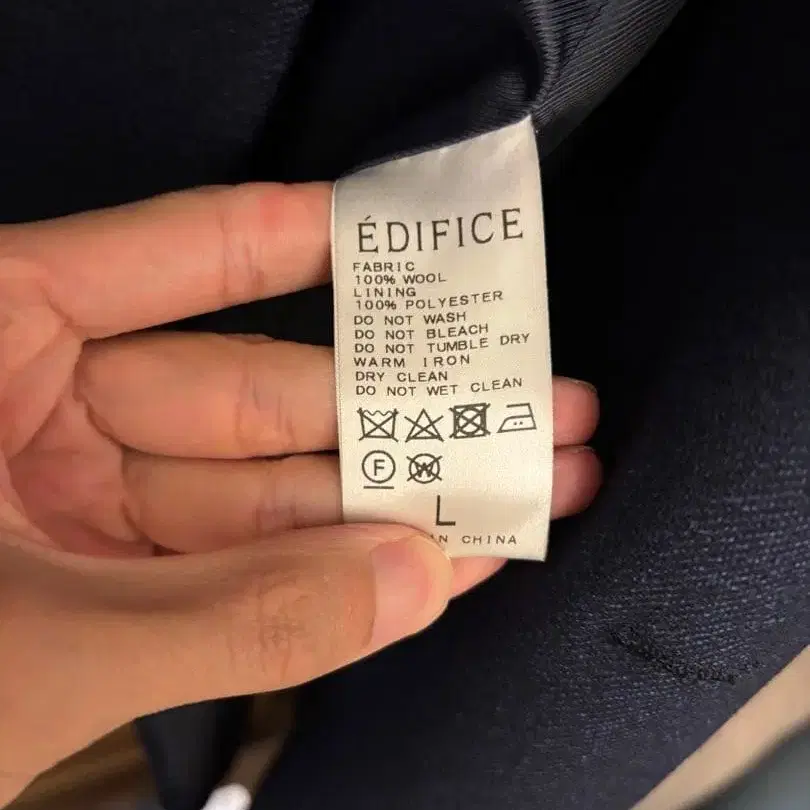 ÉDIFICE
FABRIC
100% WOOL
LINING
100% POLYESTER
DO NOT WASH
DO NOT BLEACH
DO NOT TUMBLE DRY
WARM IRON
DRY CLEAN
DO NOT WET CLEAN
F W
L
IN CHINA